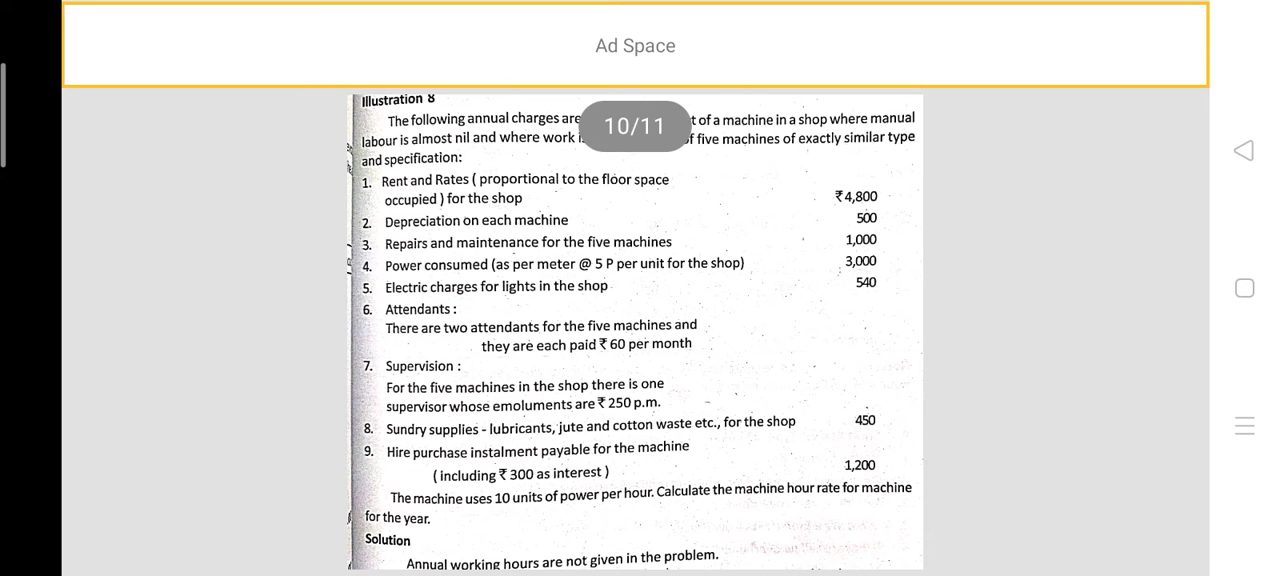 Ad Space
Illustration 8
The following annual charges are
10/11
t of a machine in a shop where manual
labour is almost nil and where work
of five machines of exactly similar type
and specification:
1. Rent and Rates ( proportional to the floor space
occupied ) for the shop ₹4,800
2. Depreciation on each machine 500
3. Repairs and maintenance for the five machines 1,000
4. Power consumed (as per meter @ 5 P per unit for the shop) 3,000
5. Electric charges for lights in the shop 540
6. Attendants :
There are two attendants for the five machines and
they are each paid ₹ 60 per month
7. Supervision :
For the five machines in the shop there is one
supervisor whose emoluments are ₹ 250 p.m.
8. Sundry supplies - lubricants, jute and cotton waste etc., for the shop 450
9. Hire purchase instalment payable for the machine
( including ₹ 300 as interest ) 1,200
The machine uses 10 units of power per hour. Calculate the machine hour rate for machine
for the year.
Solution
Annual working hours are not given in the problem.